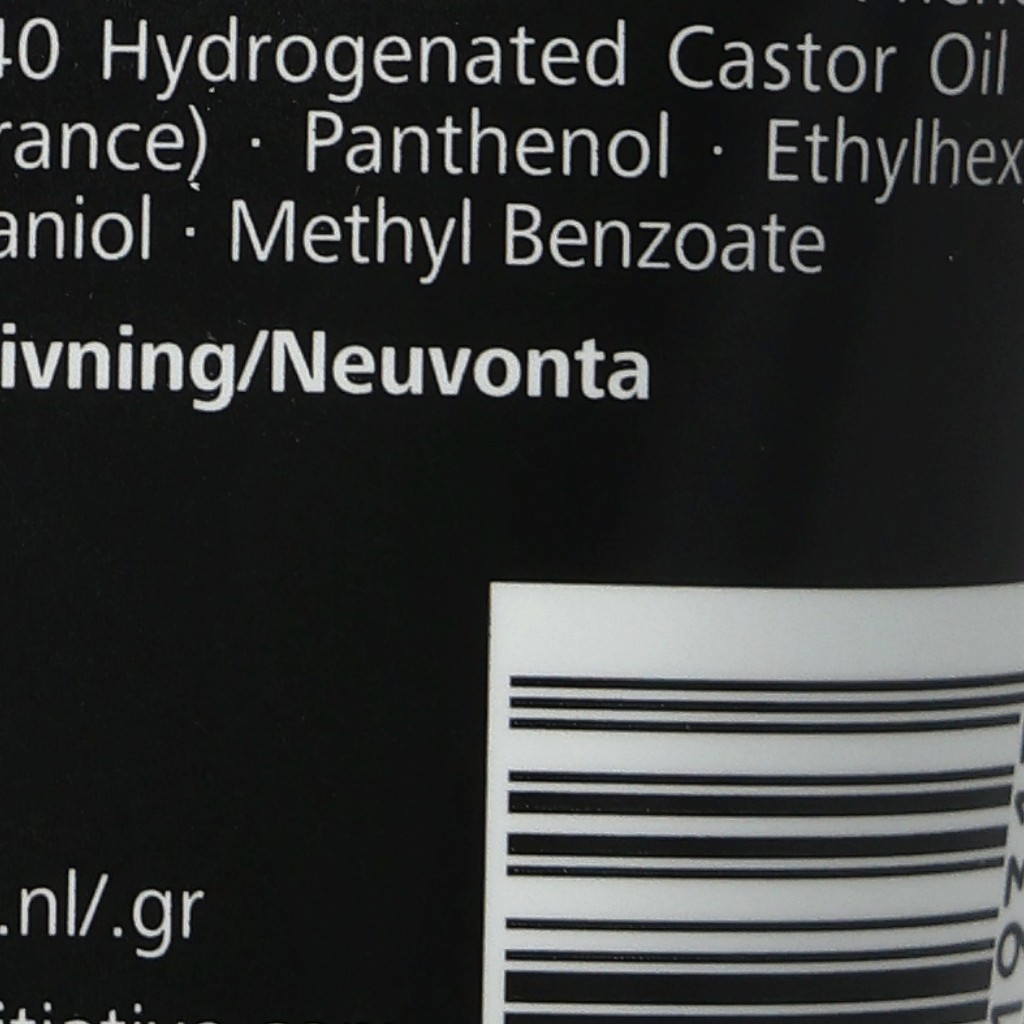 40 Hydrogenated Castor Oil
rance) · Panthenol · Ethylhex
aniol · Methyl Benzoate
ivning/Neuvonta
.nl/.gr